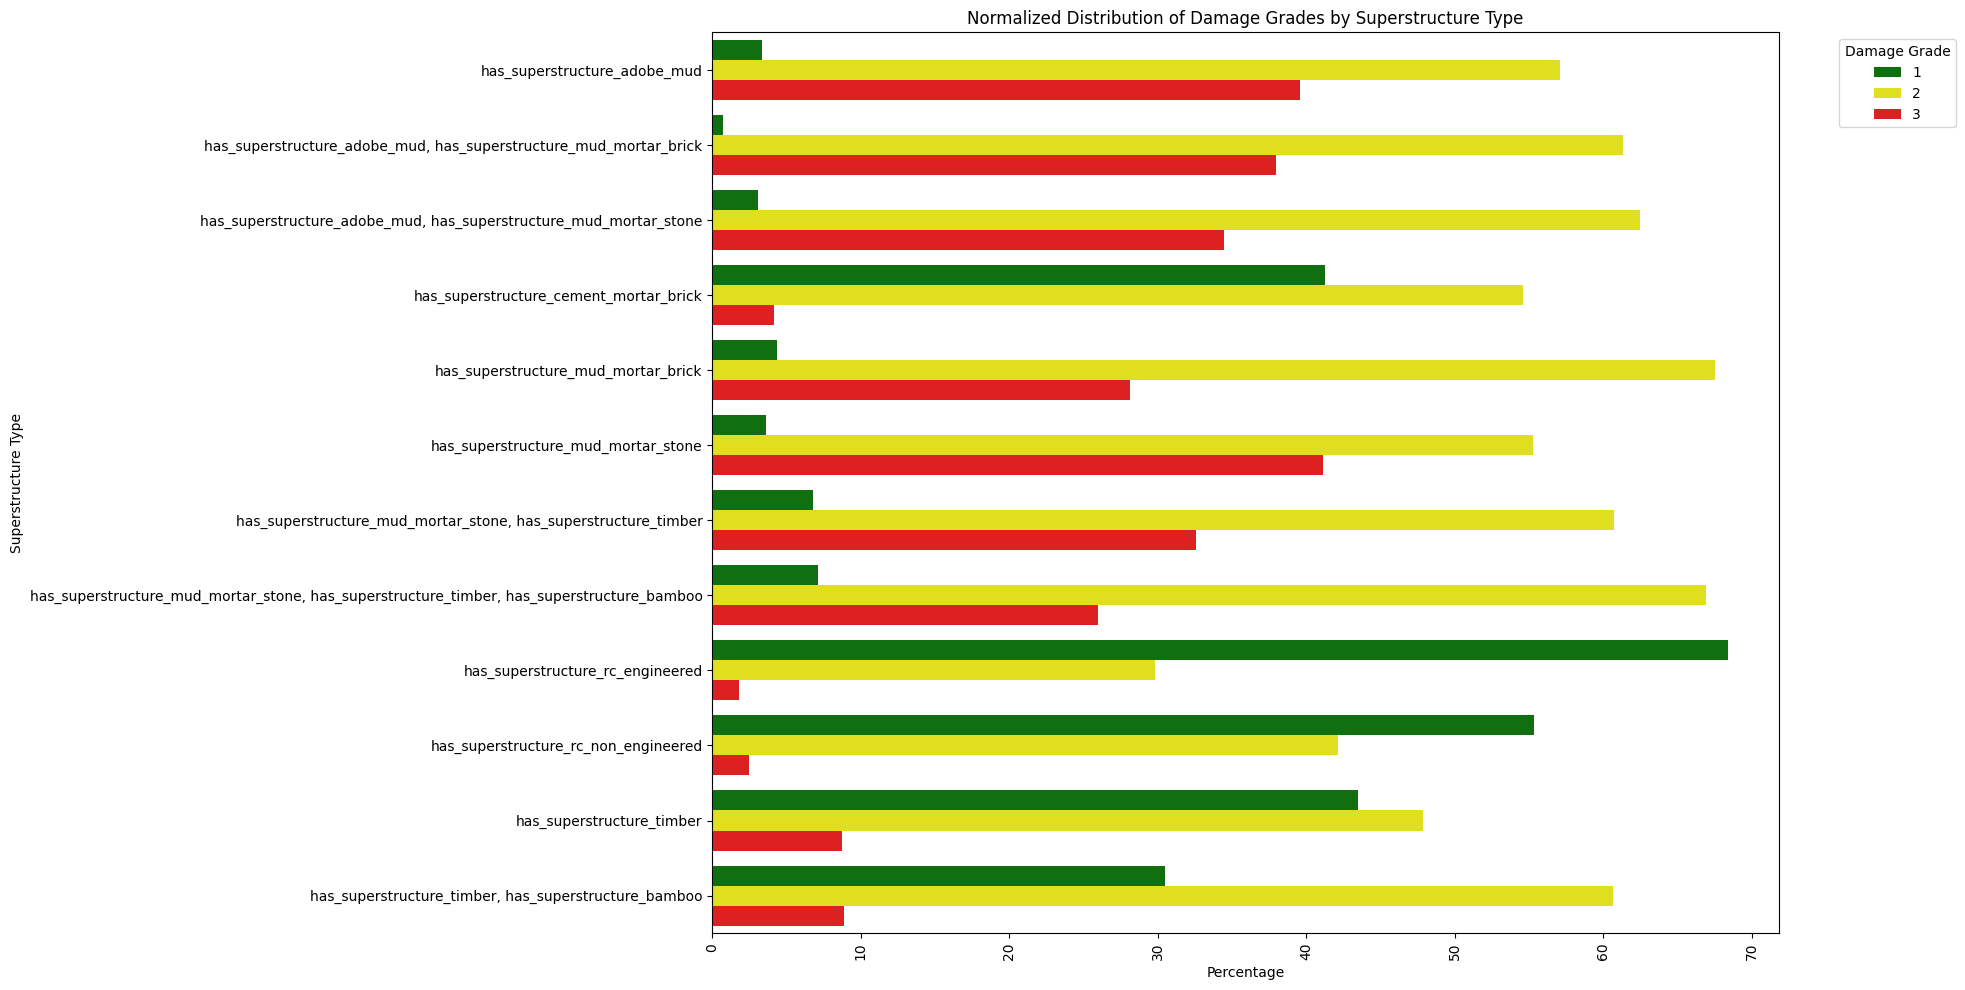 Normalized Distribution of Damage Grades by Superstructure Type
Damage Grade
1
2
3
Superstructure Type
has_superstructure_adobe_mud
has_superstructure_adobe_mud, has_superstructure_mud_mortar_brick
has_superstructure_adobe_mud, has_superstructure_mud_mortar_stone
has_superstructure_cement_mortar_brick
has_superstructure_mud_mortar_brick
has_superstructure_mud_mortar_stone
has_superstructure_mud_mortar_stone, has_superstructure_timber
has_superstructure_mud_mortar_stone, has_superstructure_timber, has_superstructure_bamboo
has_superstructure_rc_engineered
has_superstructure_rc_non_engineered
has_superstructure_timber
has_superstructure_timber, has_superstructure_bamboo
0 10 20 30 40 50 60 70
Percentage